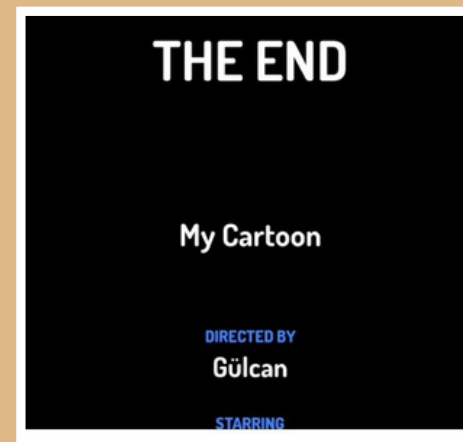 THE END
My Cartoon
DIRECTED BY
Gülcan
STARRING